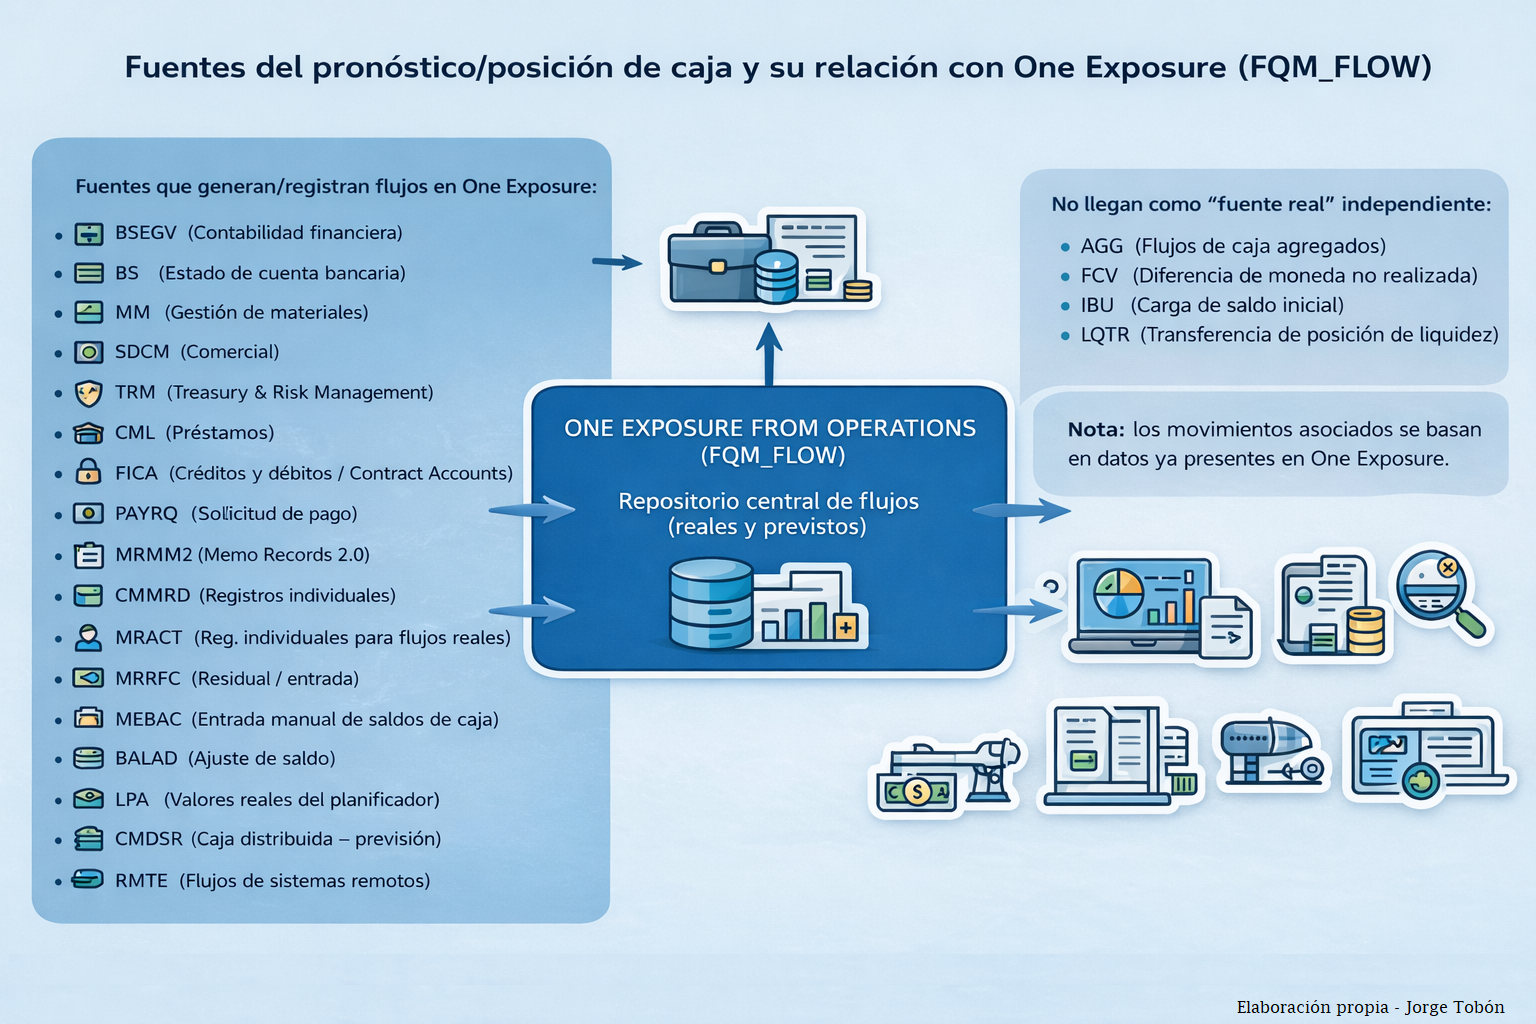 Fuentes del pronóstico/posición de caja y su relación con One Exposure (FQM_FLOW)
Fuentes que generan/registran flujos en One Exposure:
BSEGV (Contabilidad financiera)
BS (Estado de cuenta bancaria)
MM (Gestión de materiales)
SDCM (Comercial)
TRM (Treasury & Risk Management)
CML (Préstamos)
FICA (Créditos y débitos / Contract Accounts)
PAYRQ (Solicitud de pago)
MRMM2 (Memo Records 2.0)
CMMRD (Registros individuales)
MRACT (Reg. individuales para flujos reales)
MRRFC (Residual / entrada)
MEBAC (Entrada manual de saldos de caja)
BALAD (Ajuste de saldo)
LPA (Valores reales del planificador)
CMDSR (Caja distribuida – previsión)
RMTE (Flujos de sistemas remotos)
ONE EXPOSURE FROM OPERATIONS
(FQM_FLOW)
Repositorio central de flujos
(reales y previstos)
No llegan como “fuente real” independiente:
AGG (Flujos de caja agregados)
FCV (Diferencia de moneda no realizada)
IBU (Carga de saldo inicial)
LQTR (Transferencia de posición de liquidez)
Nota: los movimientos asociados se basan
en datos ya presentes en One Exposure.
Elaboración propia - Jorge Tobón